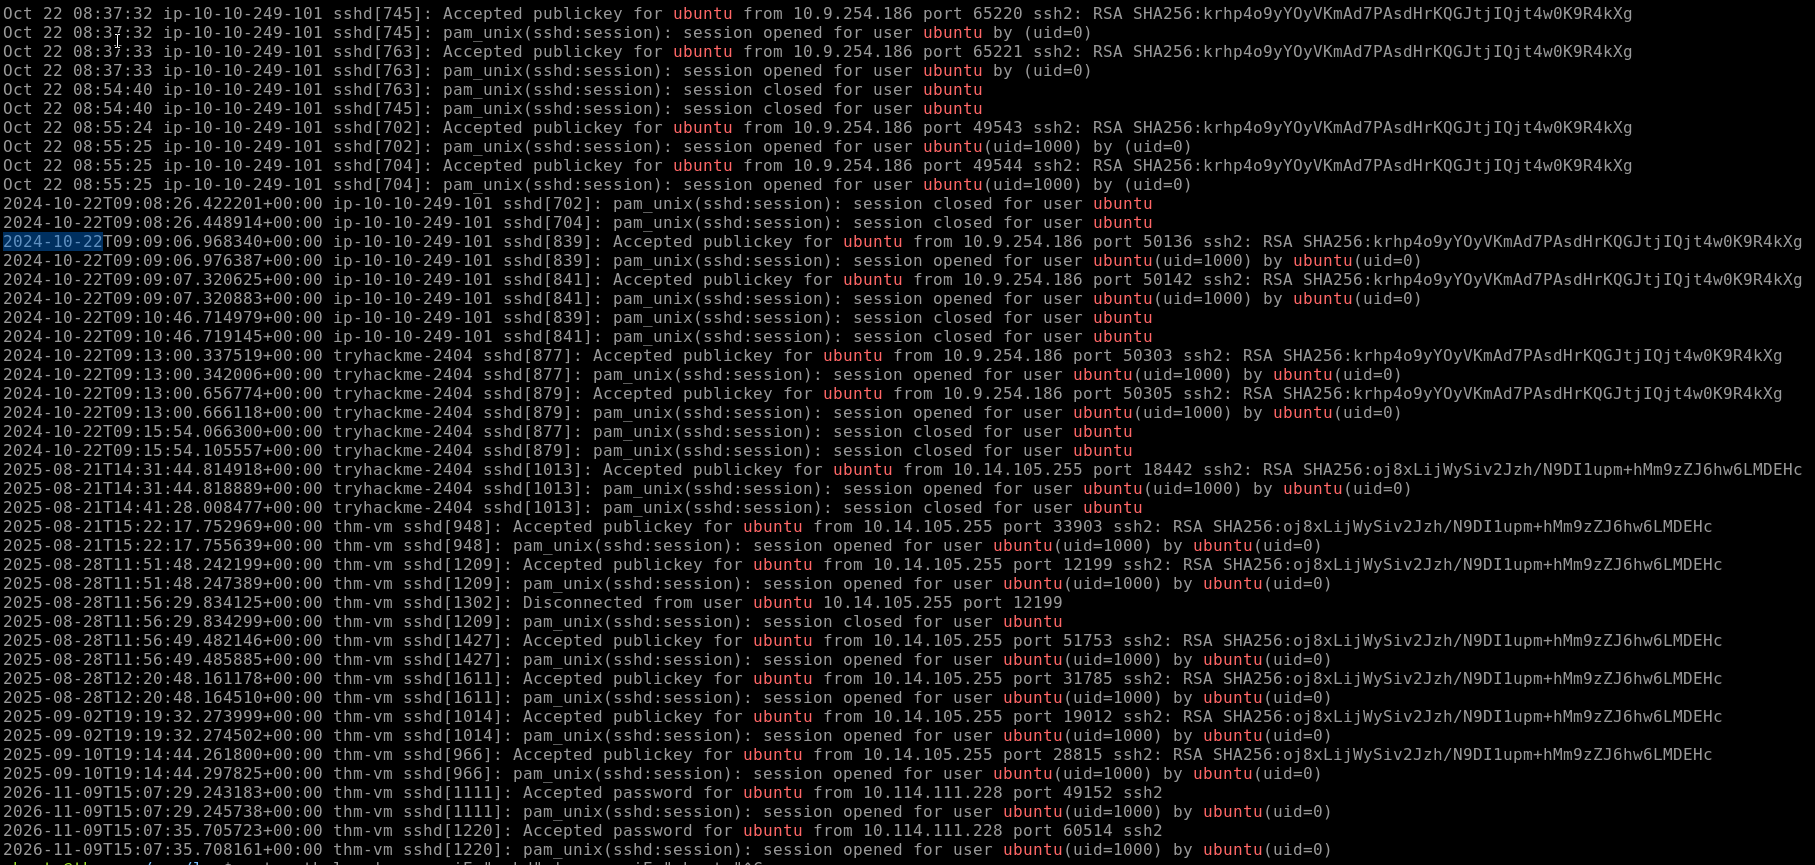 Oct 22 08:37:32 ip-10-10-249-101 sshd[745]: Accepted publickey for ubuntu from 10.9.254.186 port 65220 ssh2: RSA SHA256:krhp4o9yYOyVKmAd7PAsdHrKQGJtjIQjt4w0K9R4kXg
Oct 22 08:37:32 ip-10-10-249-101 sshd[745]: pam_unix(sshd:session): session opened for user ubuntu by (uid=0)
Oct 22 08:37:33 ip-10-10-249-101 sshd[763]: Accepted publickey for ubuntu from 10.9.254.186 port 65221 ssh2: RSA SHA256:krhp4o9yYOyVKmAd7PAsdHrKQGJtjIQjt4w0K9R4kXg
Oct 22 08:37:33 ip-10-10-249-101 sshd[763]: pam_unix(sshd:session): session opened for user ubuntu by (uid=0)
Oct 22 08:54:40 ip-10-10-249-101 sshd[763]: pam_unix(sshd:session): session closed for user ubuntu
Oct 22 08:54:40 ip-10-10-249-101 sshd[745]: pam_unix(sshd:session): session closed for user ubuntu
Oct 22 08:55:24 ip-10-10-249-101 sshd[702]: Accepted publickey for ubuntu from 10.9.254.186 port 49543 ssh2: RSA SHA256:krhp4o9yYOyVKmAd7PAsdHrKQGJtjIQjt4w0K9R4kXg
Oct 22 08:55:25 ip-10-10-249-101 sshd[702]: pam_unix(sshd:session): session opened for user ubuntu(uid=1000) by (uid=0)
Oct 22 08:55:25 ip-10-10-249-101 sshd[704]: Accepted publickey for ubuntu from 10.9.254.186 port 49544 ssh2: RSA SHA256:krhp4o9yYOyVKmAd7PAsdHrKQGJtjIQjt4w0K9R4kXg
Oct 22 08:55:25 ip-10-10-249-101 sshd[704]: pam_unix(sshd:session): session opened for user ubuntu(uid=1000) by (uid=0)
2024-10-22T09:08:26.422201+00:00 ip-10-10-249-101 sshd[702]: pam_unix(sshd:session): session closed for user ubuntu
2024-10-22T09:08:26.448914+00:00 ip-10-10-249-101 sshd[704]: pam_unix(sshd:session): session closed for user ubuntu
2024-10-22T09:09:06.968340+00:00 ip-10-10-249-101 sshd[839]: Accepted publickey for ubuntu from 10.9.254.186 port 50136 ssh2: RSA SHA256:krhp4o9yYOyVKmAd7PAsdHrKQGJtjIQjt4w0K9R4kXg
2024-10-22T09:09:06.976387+00:00 ip-10-10-249-101 sshd[839]: pam_unix(sshd:session): session opened for user ubuntu(uid=1000) by ubuntu(uid=0)
2024-10-22T09:09:07.320625+00:00 ip-10-10-249-101 sshd[841]: Accepted publickey for ubuntu from 10.9.254.186 port 50142 ssh2: RSA SHA256:krhp4o9yYOyVKmAd7PAsdHrKQGJtjIQjt4w0K9R4kXg
2024-10-22T09:09:07.320883+00:00 ip-10-10-249-101 sshd[841]: pam_unix(sshd:session): session opened for user ubuntu(uid=1000) by ubuntu(uid=0)
2024-10-22T09:10:46.714979+00:00 ip-10-10-249-101 sshd[839]: pam_unix(sshd:session): session closed for user ubuntu
2024-10-22T09:10:46.719145+00:00 ip-10-10-249-101 sshd[841]: pam_unix(sshd:session): session closed for user ubuntu
2024-10-22T09:13:00.337519+00:00 tryhackme-2404 sshd[877]: Accepted publickey for ubuntu from 10.9.254.186 port 50303 ssh2: RSA SHA256:krhp4o9yYOyVKmAd7PAsdHrKQGJtjIQjt4w0K9R4kXg
2024-10-22T09:13:00.342006+00:00 tryhackme-2404 sshd[877]: pam_unix(sshd:session): session opened for user ubuntu(uid=1000) by ubuntu(uid=0)
2024-10-22T09:13:00.656774+00:00 tryhackme-2404 sshd[879]: Accepted publickey for ubuntu from 10.9.254.186 port 50305 ssh2: RSA SHA256:krhp4o9yYOyVKmAd7PAsdHrKQGJtjIQjt4w0K9R4kXg
2024-10-22T09:13:00.666118+00:00 tryhackme-2404 sshd[879]: pam_unix(sshd:session): session opened for user ubuntu(uid=1000) by ubuntu(uid=0)
2024-10-22T09:15:54.066300+00:00 tryhackme-2404 sshd[877]: pam_unix(sshd:session): session closed for user ubuntu
2024-10-22T09:15:54.105557+00:00 tryhackme-2404 sshd[879]: pam_unix(sshd:session): session closed for user ubuntu
2025-08-21T14:31:44.814918+00:00 tryhackme-2404 sshd[1013]: Accepted publickey for ubuntu from 10.14.105.255 port 18442 ssh2: RSA SHA256:oj8xLijWySiv2Jzh/N9DI1upm+hMm9zZJ6hw6LMDEHc
2025-08-21T14:31:44.818889+00:00 tryhackme-2404 sshd[1013]: pam_unix(sshd:session): session opened for user ubuntu(uid=1000) by ubuntu(uid=0)
2025-08-21T14:41:28.008477+00:00 tryhackme-2404 sshd[1013]: pam_unix(sshd:session): session closed for user ubuntu
2025-08-21T15:22:17.752969+00:00 thm-vm sshd[948]: Accepted publickey for ubuntu from 10.14.105.255 port 33903 ssh2: RSA SHA256:oj8xLijWySiv2Jzh/N9DI1upm+hMm9zZJ6hw6LMDEHc
2025-08-21T15:22:17.755639+00:00 thm-vm sshd[948]: pam_unix(sshd:session): session opened for user ubuntu(uid=1000) by ubuntu(uid=0)
2025-08-28T11:51:48.242199+00:00 thm-vm sshd[1209]: Accepted publickey for ubuntu from 10.14.105.255 port 12199 ssh2: RSA SHA256:oj8xLijWySiv2Jzh/N9DI1upm+hMm9zZJ6hw6LMDEHc
2025-08-28T11:51:48.247389+00:00 thm-vm sshd[1209]: pam_unix(sshd:session): session opened for user ubuntu(uid=1000) by ubuntu(uid=0)
2025-08-28T11:56:29.834125+00:00 thm-vm sshd[1302]: Disconnected from user ubuntu 10.14.105.255 port 12199
2025-08-28T11:56:29.834299+00:00 thm-vm sshd[1209]: pam_unix(sshd:session): session closed for user ubuntu
2025-08-28T11:56:49.482146+00:00 thm-vm sshd[1427]: Accepted publickey for ubuntu from 10.14.105.255 port 51753 ssh2: RSA SHA256:oj8xLijWySiv2Jzh/N9DI1upm+hMm9zZJ6hw6LMDEHc
2025-08-28T11:56:49.485885+00:00 thm-vm sshd[1427]: pam_unix(sshd:session): session opened for user ubuntu(uid=1000) by ubuntu(uid=0)
2025-08-28T12:20:48.161178+00:00 thm-vm sshd[1611]: Accepted publickey for ubuntu from 10.14.105.255 port 31785 ssh2: RSA SHA256:oj8xLijWySiv2Jzh/N9DI1upm+hMm9zZJ6hw6LMDEHc
2025-08-28T12:20:48.164510+00:00 thm-vm sshd[1611]: pam_unix(sshd:session): session opened for user ubuntu(uid=1000) by ubuntu(uid=0)
2025-09-02T19:19:32.273999+00:00 thm-vm sshd[1014]: Accepted publickey for ubuntu from 10.14.105.255 port 19012 ssh2: RSA SHA256:oj8xLijWySiv2Jzh/N9DI1upm+hMm9zZJ6hw6LMDEHc
2025-09-02T19:19:32.274502+00:00 thm-vm sshd[1014]: pam_unix(sshd:session): session opened for user ubuntu(uid=1000) by ubuntu(uid=0)
2025-09-10T19:14:44.261800+00:00 thm-vm sshd[966]: Accepted publickey for ubuntu from 10.14.105.255 port 28815 ssh2: RSA SHA256:oj8xLijWySiv2Jzh/N9DI1upm+hMm9zZJ6hw6LMDEHc
2025-09-10T19:14:44.297825+00:00 thm-vm sshd[966]: pam_unix(sshd:session): session opened for user ubuntu(uid=1000) by ubuntu(uid=0)
2026-11-09T15:07:29.243183+00:00 thm-vm sshd[1111]: Accepted password for ubuntu from 10.114.111.228 port 49152 ssh2
2026-11-09T15:07:29.245738+00:00 thm-vm sshd[1111]: pam_unix(sshd:session): session opened for user ubuntu(uid=1000) by ubuntu(uid=0)
2026-11-09T15:07:35.705723+00:00 thm-vm sshd[1220]: Accepted password for ubuntu from 10.114.111.228 port 60514 ssh2
2026-11-09T15:07:35.708161+00:00 thm-vm sshd[1220]: pam_unix(sshd:session): session opened for user ubuntu(uid=1000) by ubuntu(uid=0)